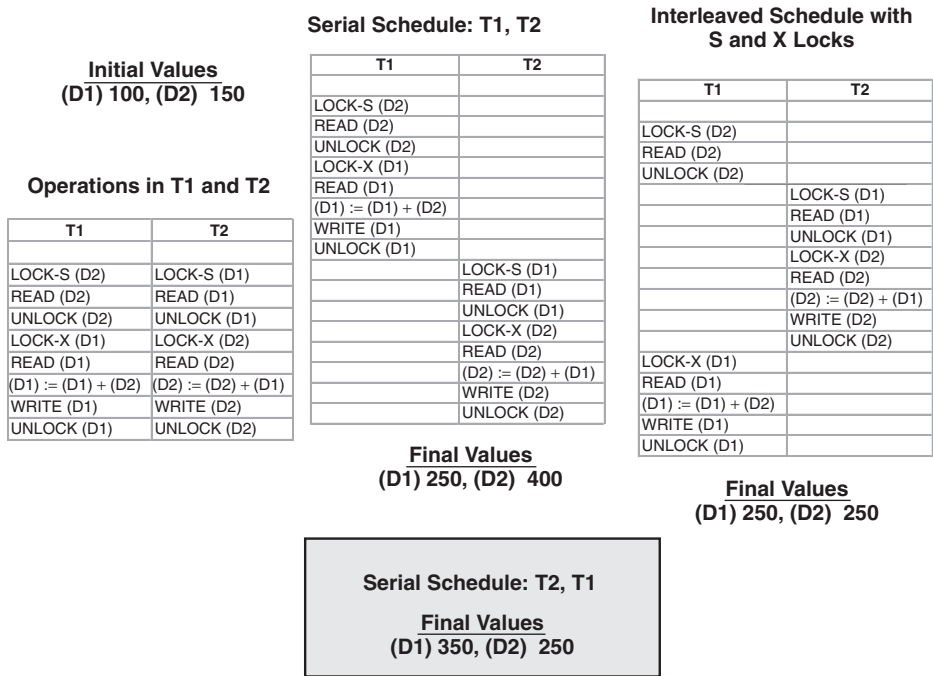 Initial Values
(D1) 100, (D2) 150
Operations in T1 and T2
T1 T2
LOCK-S (D2) LOCK-S (D1)
READ (D2) READ (D1)
UNLOCK (D2) UNLOCK (D1)
LOCK-X (D1) LOCK-X (D2)
READ (D1) READ (D2)
(D1) := (D1) + (D2) (D2) := (D2) + (D1)
WRITE (D1) WRITE (D2)
UNLOCK (D1) UNLOCK (D2)
Serial Schedule: T1, T2
T1 T2
LOCK-S (D2)
READ (D2)
UNLOCK (D2)
LOCK-X (D1)
READ (D1)
(D1) := (D1) + (D2)
WRITE (D1)
UNLOCK (D1)
LOCK-S (D1)
READ (D1)
UNLOCK (D1)
LOCK-X (D2)
READ (D2)
(D2) := (D2) + (D1)
WRITE (D2)
UNLOCK (D2)
Final Values
(D1) 250, (D2) 400
Interleaved Schedule with
S and X Locks
T1 T2
LOCK-S (D2)
READ (D2)
UNLOCK (D2)
LOCK-S (D1)
READ (D1)
UNLOCK (D1)
LOCK-X (D2)
READ (D2)
(D2) := (D2) + (D1)
WRITE (D2)
UNLOCK (D2)
LOCK-X (D1)
READ (D1)
(D1) := (D1) + (D2)
WRITE (D1)
UNLOCK (D1)
Final Values
(D1) 250, (D2) 250
Serial Schedule: T2, T1
Final Values
(D1) 350, (D2) 250